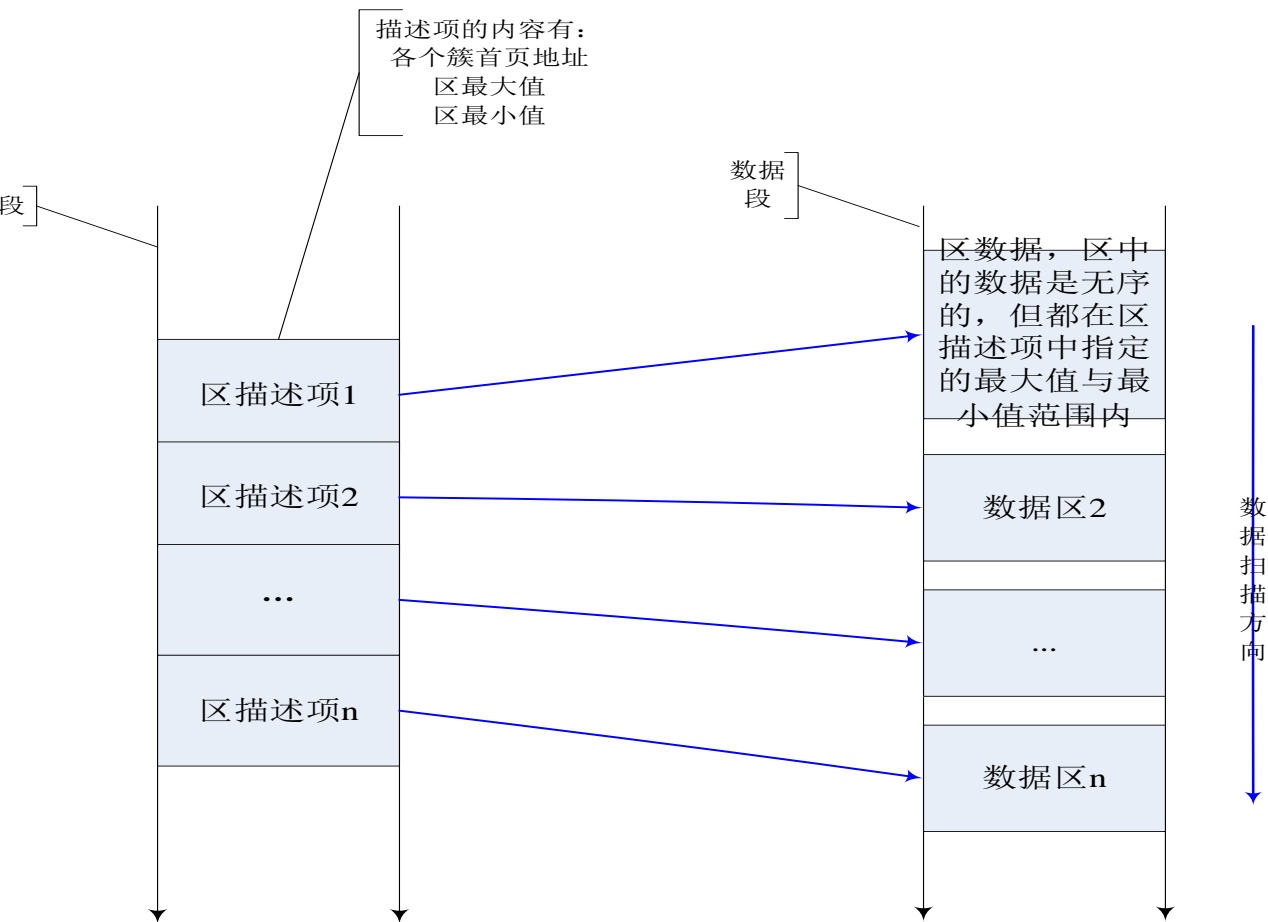 描述项的内容有：
各个簇首页地址
区最大值
区最小值
段
数据
段
区描述项1
区描述项2
...
区描述项n
区数据，区中
的数据是无序
的，但都在区
描述项中指定
的最大值与最
小值范围内
数据区2
...
数据区n
数据扫描方向